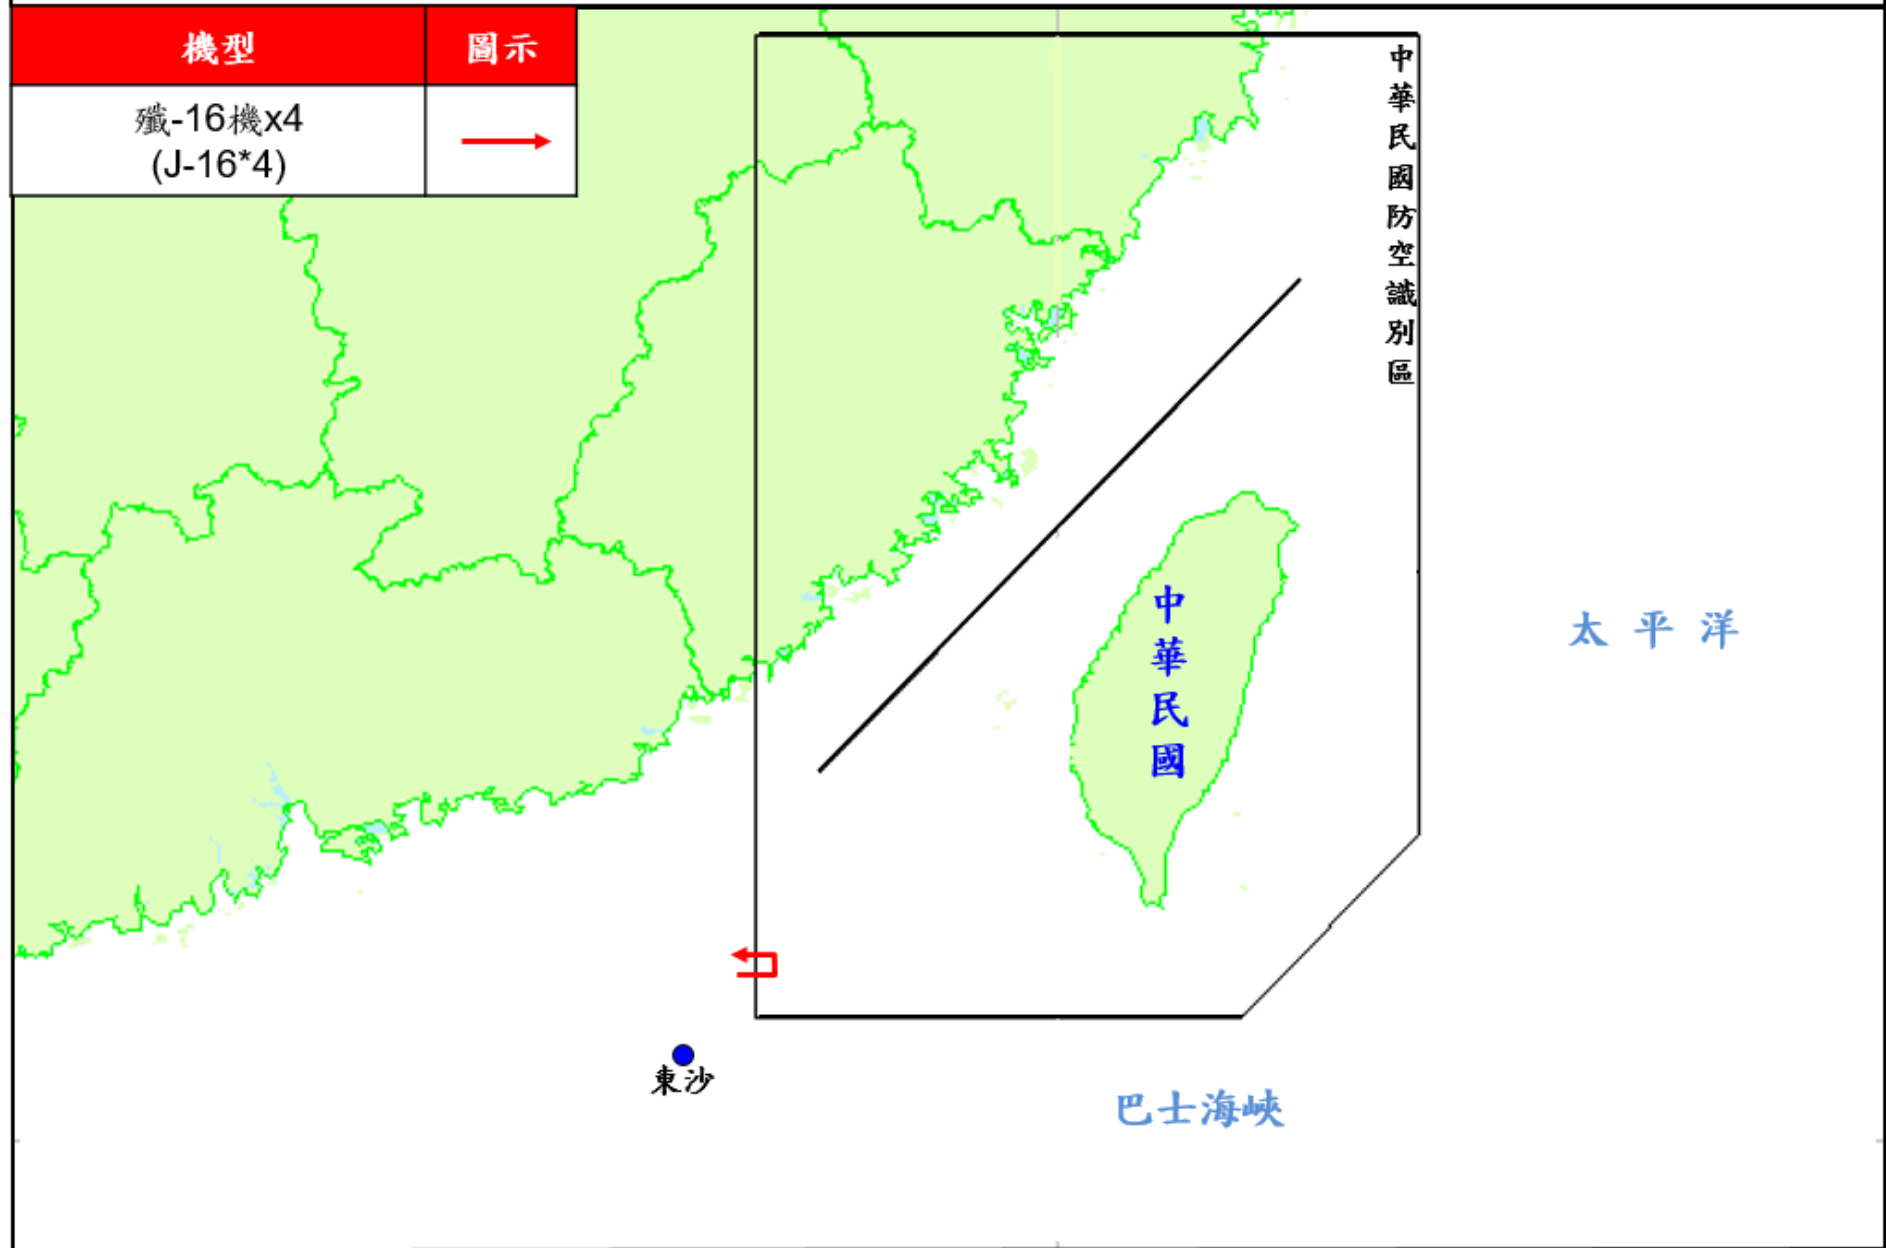 機型
圖示
殲-16機x4
(J-16*4)
中華民國防空識別區
中華民國
太平洋
東沙
巴士海峽